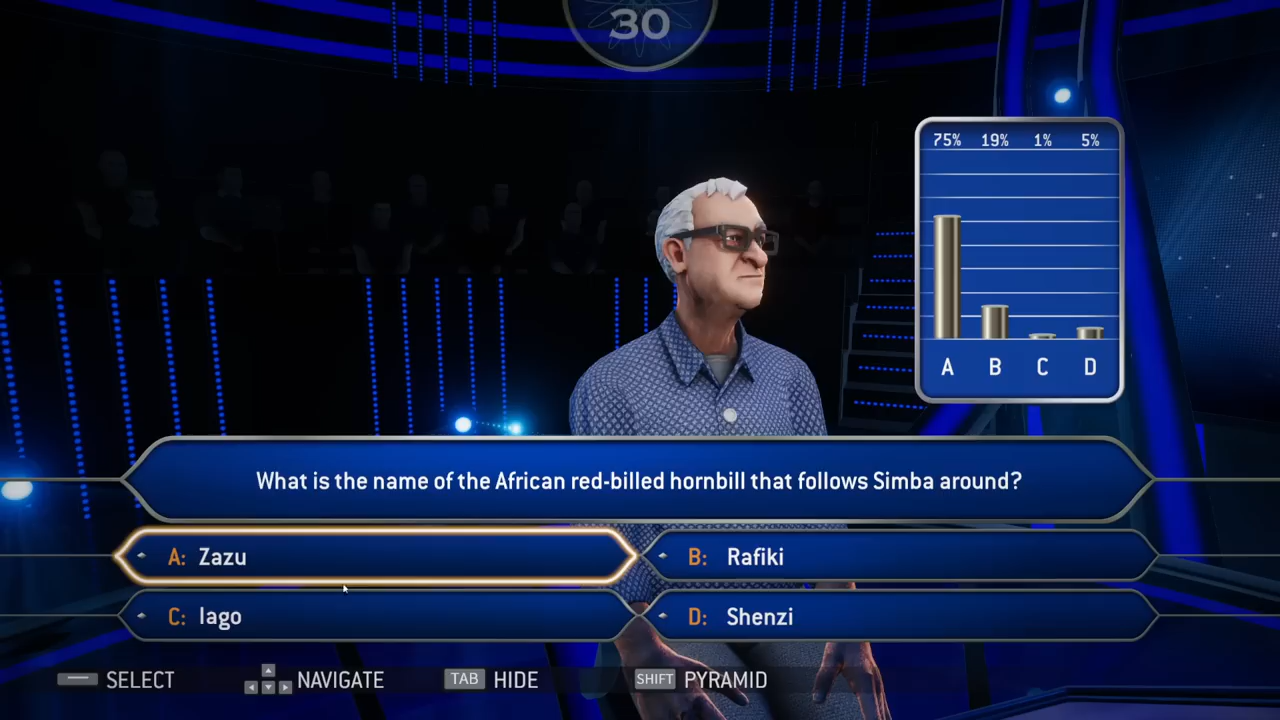 30
75% 19% 1% 5%
A B C D
What is the name of the African red-billed hornbill that follows Simba around?
A: Zazu
B: Rafiki
C: Iago
D: Shenzi
SELECT
NAVIGATE
TAB HIDE
SHIFT PYRAMID